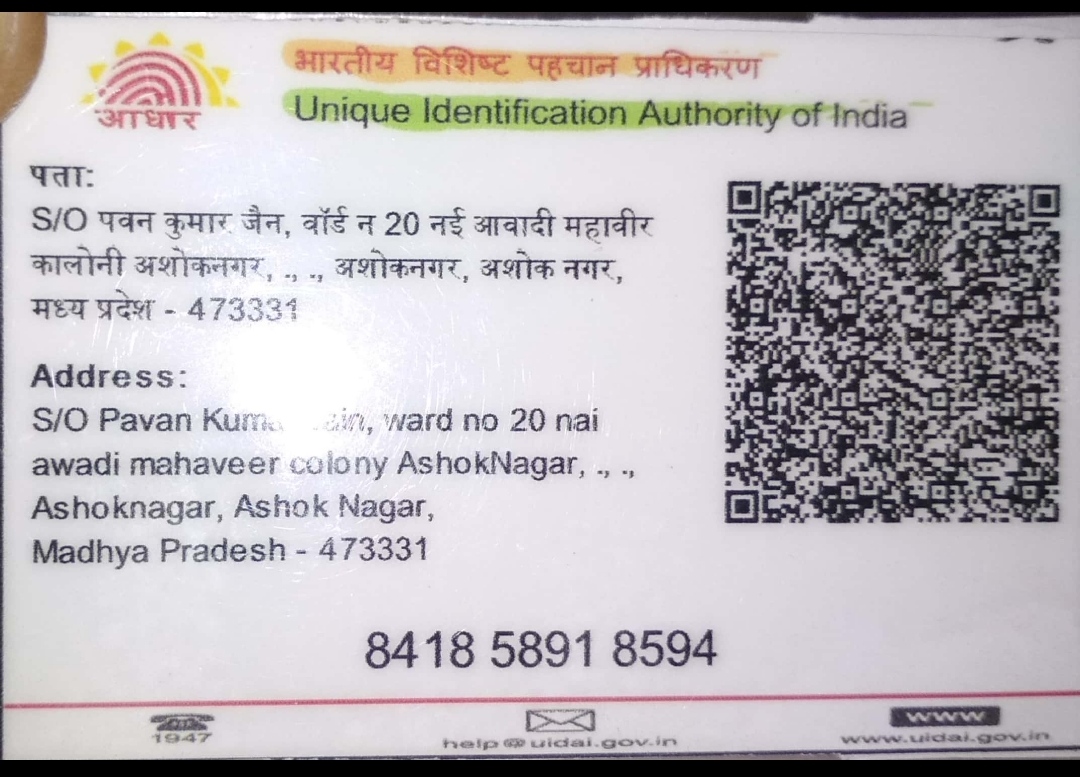 भारतीय विशिष्ट पहचान प्राधिकरण
आधार
Unique Identification Authority of India
पता:
S/O पवन कुमार जैन, वॉर्ड न 20 नई आवादी महावीर
कालोनी अशोकनगर, ., ., अशोकनगर, अशोक नगर,
मध्य प्रदेश - 473331
Address:
S/O Pavan ward no 20 nai
awadi mahaveer colony AshokNagar, ., .,
Ashoknagar, Ashok Nagar,
Madhya Pradesh - 473331
8418 5891 8594
1947
help@uidai.gov.in
www
www.uidai.gov.in